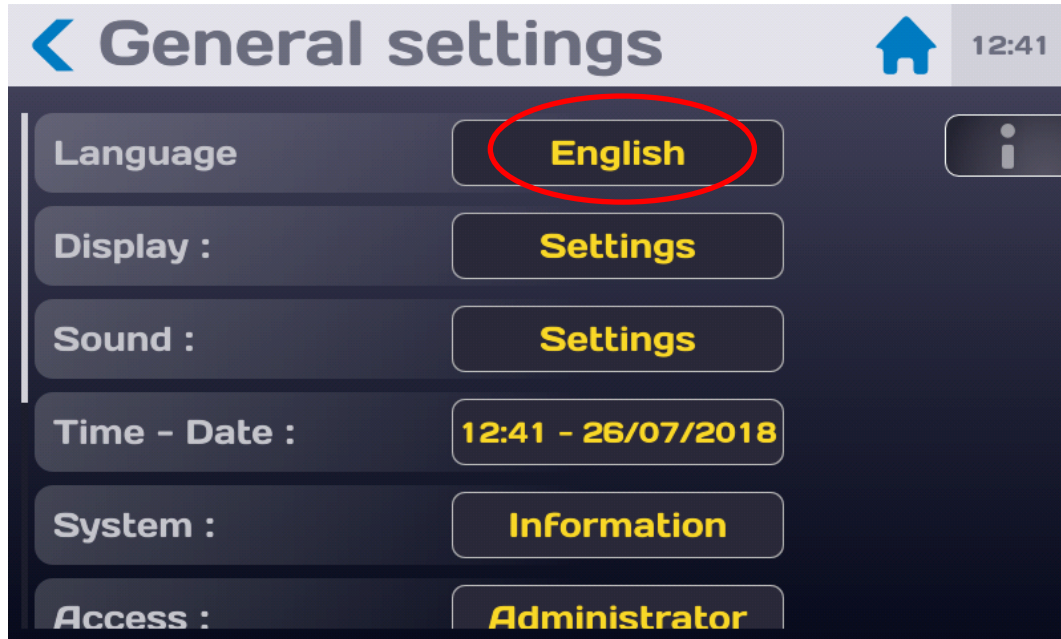 General settings
12:41
Language English
Display : Settings
Sound : Settings
Time - Date : 12:41 - 26/07/2018
System : Information
Access : Administrator